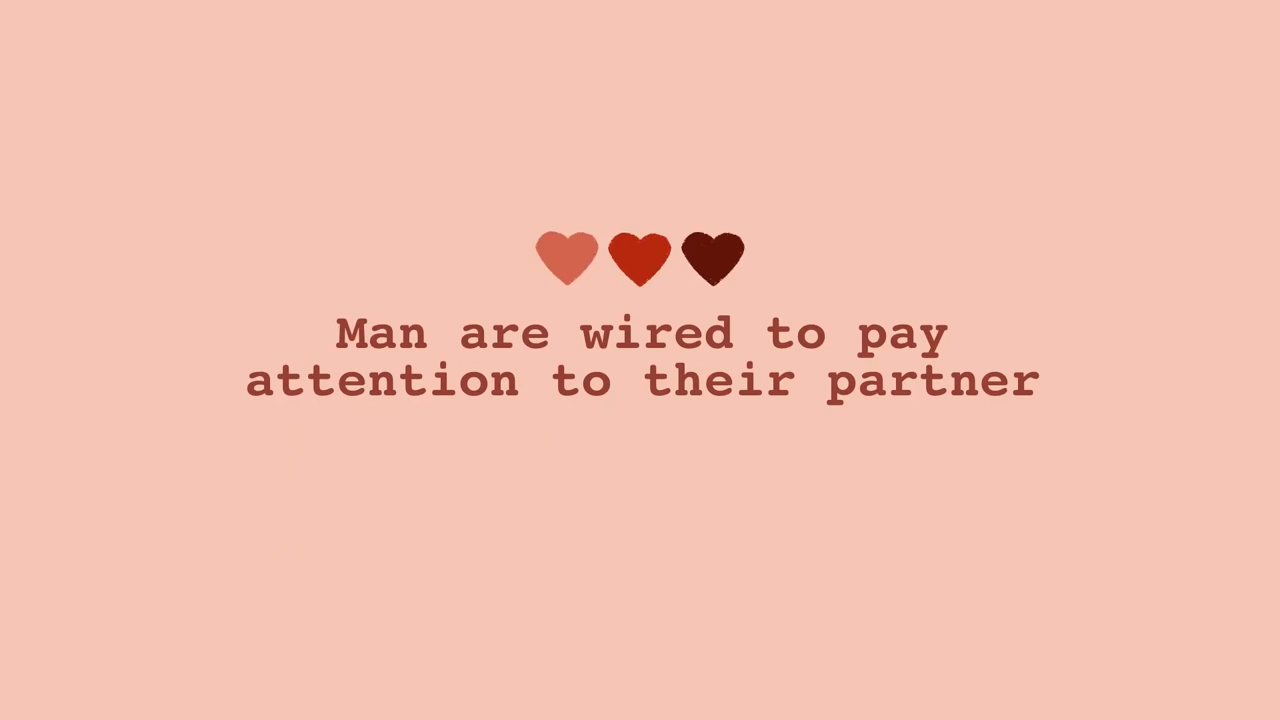 Man are wired to pay
attention to their partner